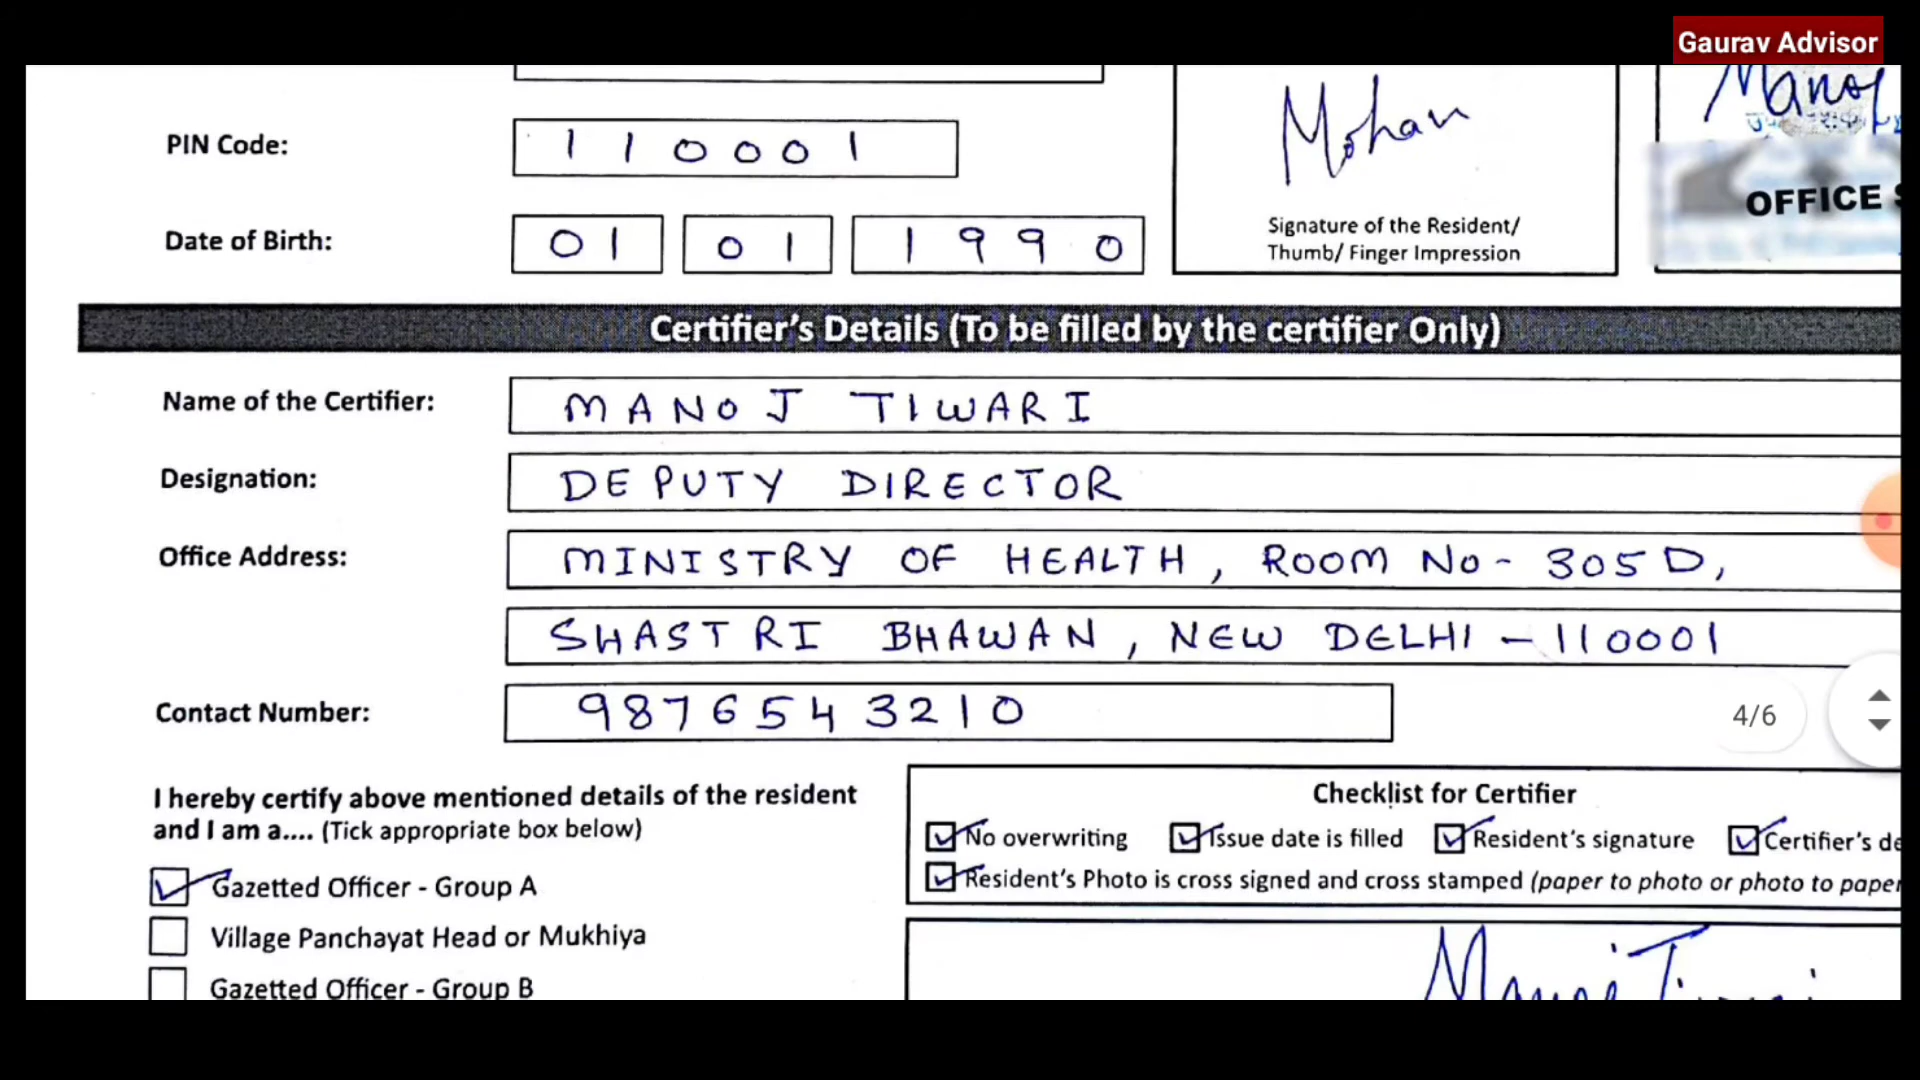 Gaurav Advisor
Manoj
PIN Code: 110001
Mohan
OFFICE
Date of Birth: 01 01 1990
Signature of the Resident/
Thumb/ Finger Impression
Certifier's Details (To be filled by the certifier Only)
Name of the Certifier: MANOJ TIWARI
Designation: DEPUTY DIRECTOR
Office Address: MINISTRY OF HEALTH, ROOM No- 305D,
SHASTRI BHAWAN, NEW DELHI - 110001
Contact Number: 9876543210
4/6
I hereby certify above mentioned details of the resident
and I am a.... (Tick appropriate box below)
Gazetted Officer - Group A
Village Panchayat Head or Mukhiya
Gazetted Officer - Group B
Checklist for Certifier
No overwriting Issue date is filled Resident's signature Certifier's de
Resident's Photo is cross signed and cross stamped (paper to photo or photo to paper
Manoj Tiwari